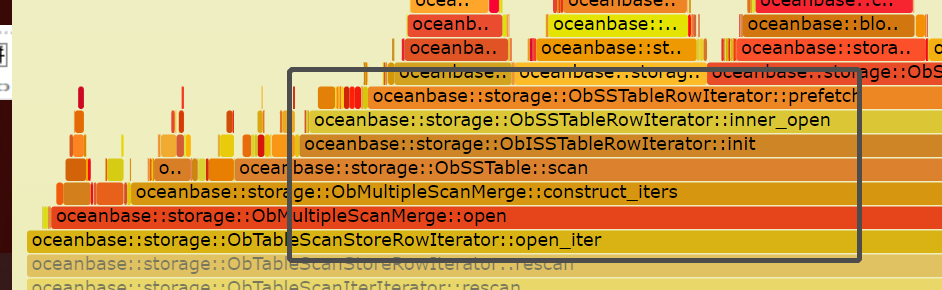 ocea..
oceanbase..
oceanbase::c..
oceanb..
oceanbase::..
oceanbase::blo..
oceanba..
oceanbase::st..
oceanbase::stora..
oceanbase:..
oceanbase::storag..
oceanbase::storage::ObS
oceanbase::storage::ObSSTableRowIterator::prefetch
oceanbase::storage::ObSSTableRowIterator::inner_open
oceanbase::storage::ObISSTableRowIterator::init
o..
oceanbase::storage::ObSSTable::scan
oceanbase::storage::ObMultipleScanMerge::construct_iters
oceanbase::storage::ObMultipleScanMerge::open
oceanbase::storage::ObTableScanStoreRowIterator::open_iter
oceanbase::storage::ObTableScanStoreRowIterator::rescan
oceanbase::storage::ObTableScanIterIterator::rescan